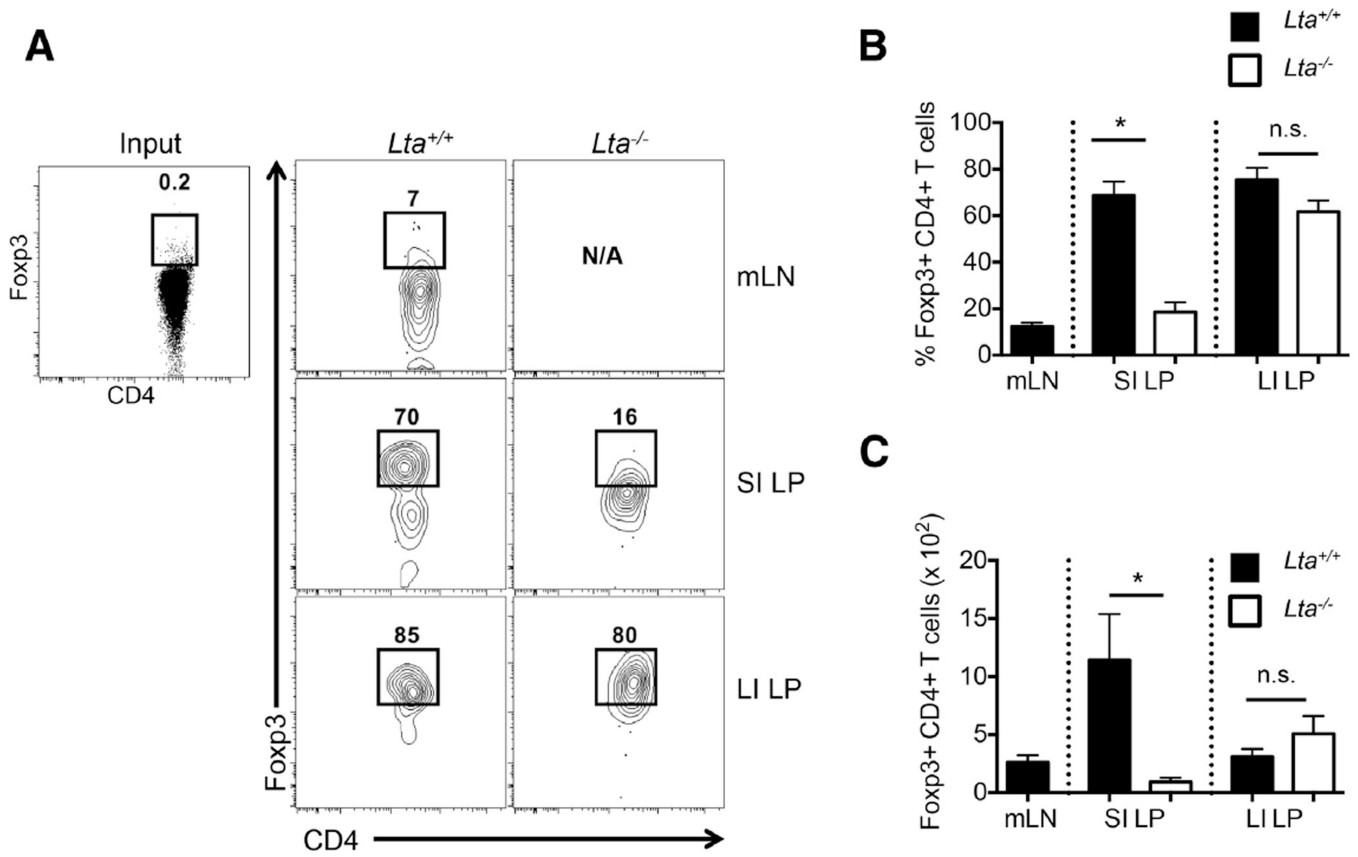 A
Input
0.2
Foxp3
CD4
Lta+/+
Lta-/-
7
N/A
mLN
70
16
SI LP
85
80
LI LP
Foxp3
CD4
B
Lta+/+
Lta-/-
% Foxp3+ CD4+ T cells
100
80
60
40
20
0
*
n.s.
mLN
SI LP
LI LP
C
Lta+/+
Lta-/-
Foxp3+ CD4+ T cells (x 10²)
20
15
10
5
0
*
n.s.
mLN
SI LP
LI LP